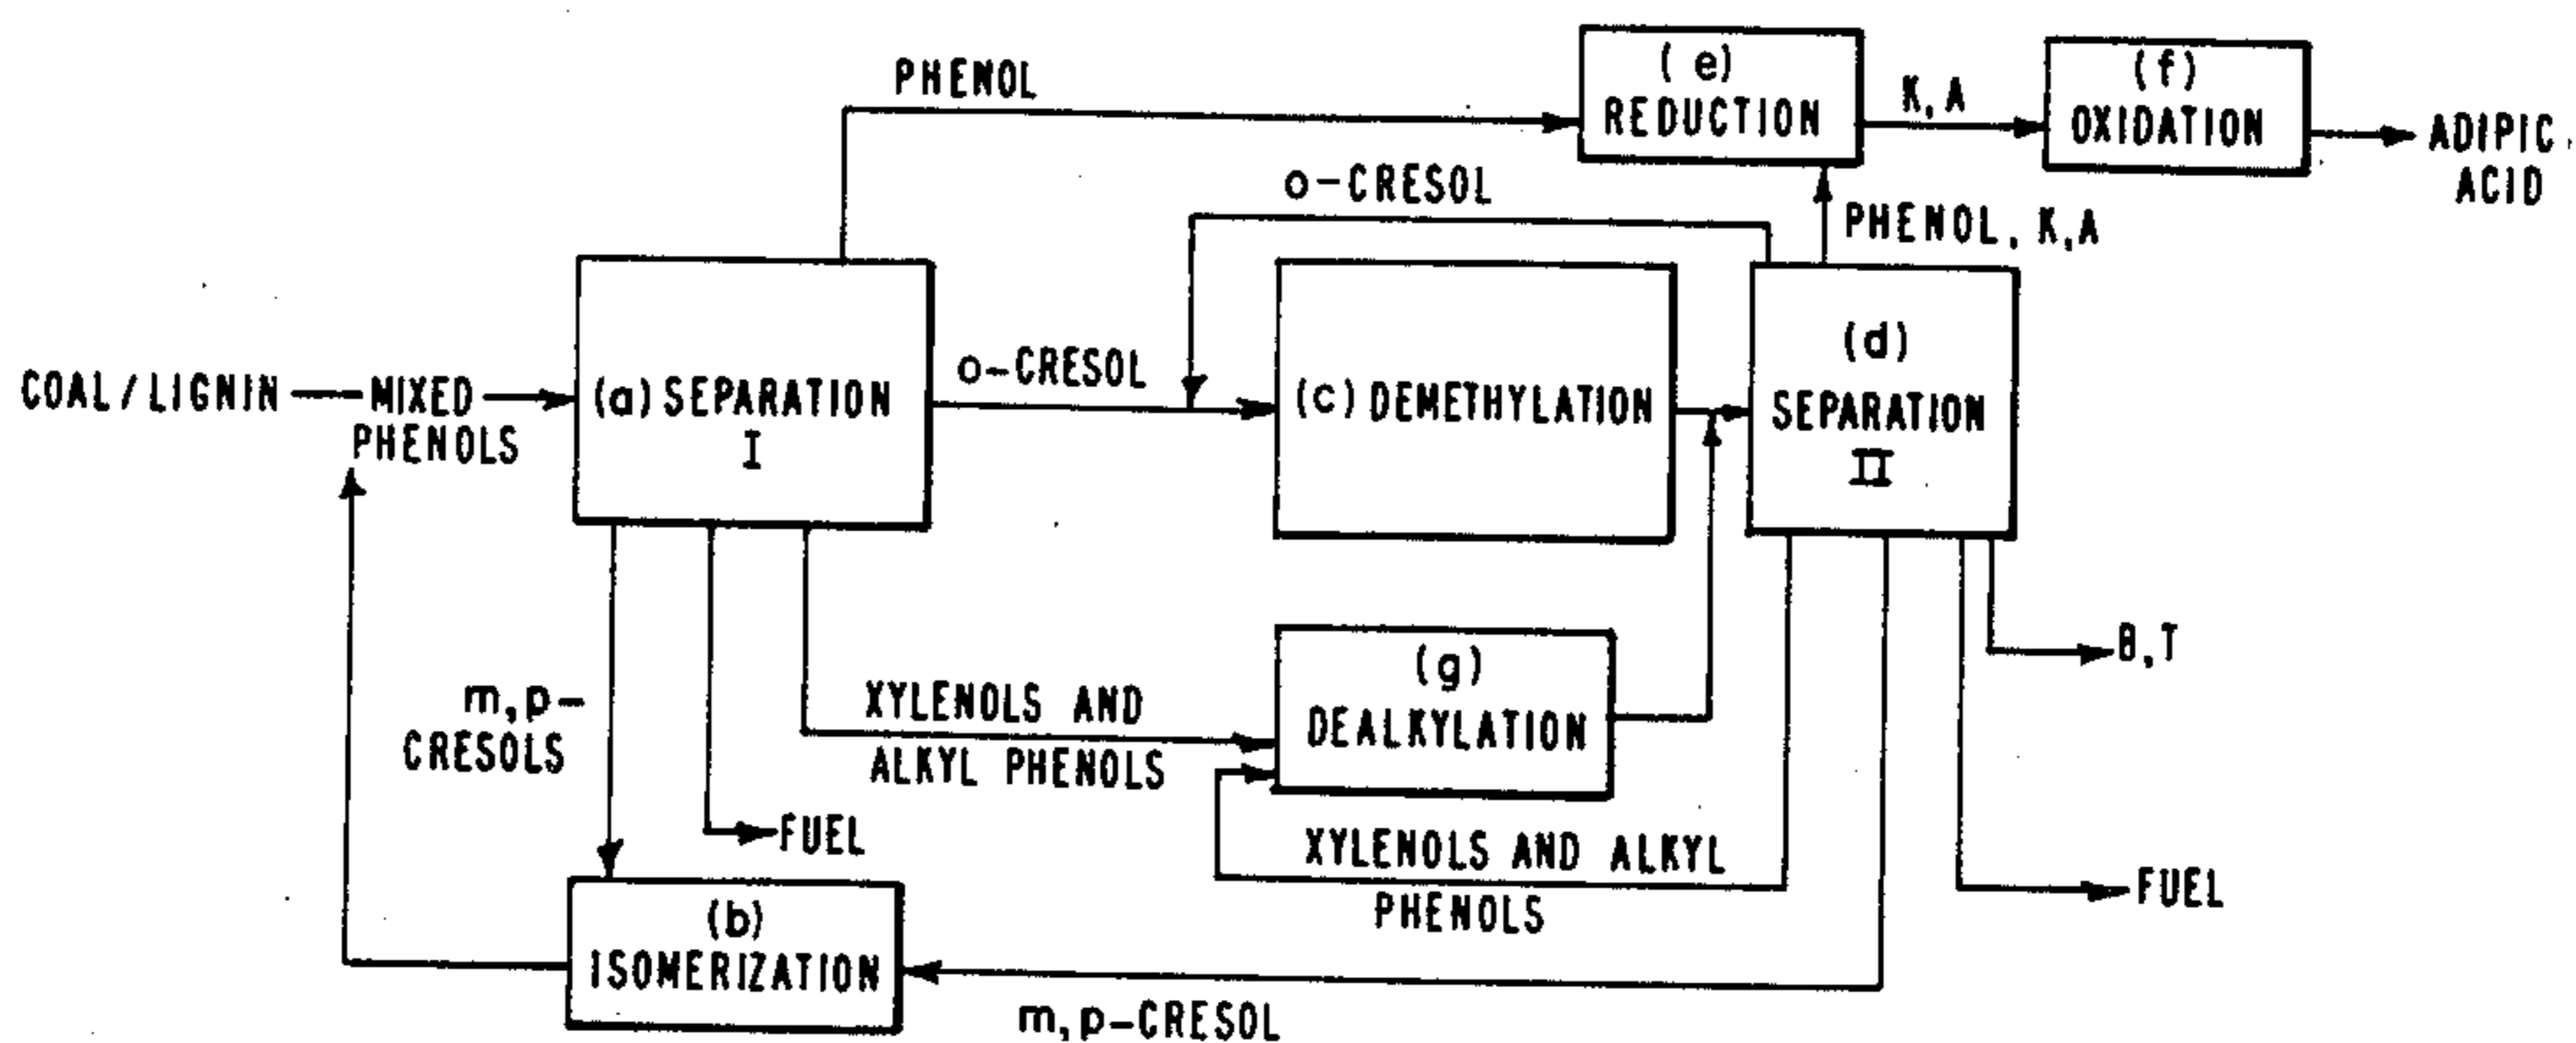 PHENOL
(e)
REDUCTION
K, A
(f)
OXIDATION
ADIPIC
ACID
o-CRESOL
PHENOL, K,A
COAL/LIGNIN
MIXED
PHENOLS
(a) SEPARATION
I
o-CRESOL
(c) DEMETHYLATION
(d)
SEPARATION
II
m,p-
CRESOLS
XYLENOLS AND
ALKYL PHENOLS
(g)
DEALKYLATION
B,T
FUEL
XYLENOLS AND ALKYL
PHENOLS
FUEL
(b)
ISOMERIZATION
m,p-CRESOL